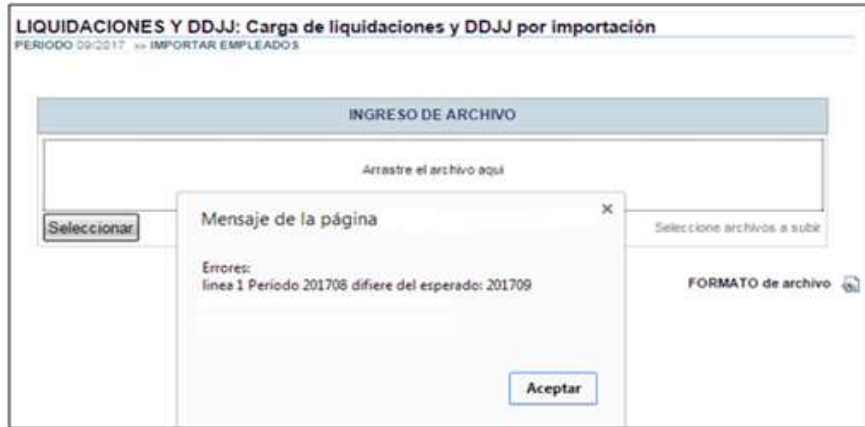 LIQUIDACIONES Y DDJJ: Carga de liquidaciones y DDJJ por importación
PERIODO 09/2017 >> IMPORTAR EMPLEADOS
INGRESO DE ARCHIVO
Arrastre el archivo aquí
Seleccionar
Seleccione archivos a subir
Mensaje de la página
×
Errores:
linea 1 Período 201708 difiere del esperado: 201709
FORMATO de archivo
Aceptar